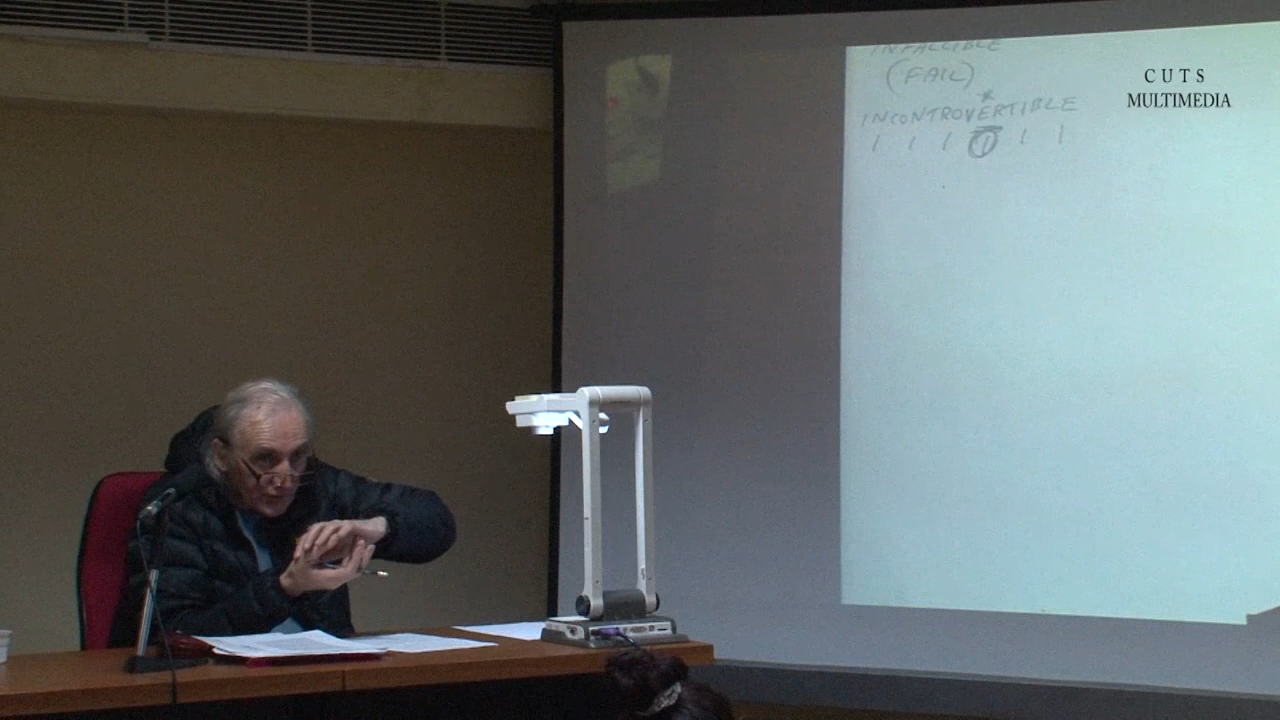 INFALLIBLE
(FAIL)
INCONTROVERTIBLE
CUTS
MULTIMEDIA